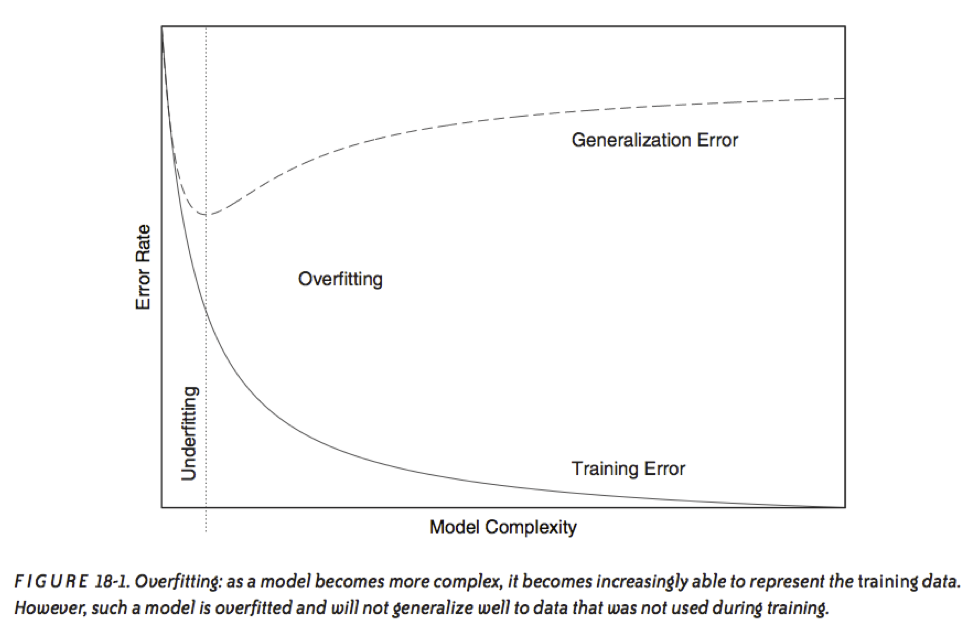 Generalization Error
Error Rate
Overfitting
Underfitting
Training Error
Model Complexity
FIGURE 18-1. Overfitting: as a model becomes more complex, it becomes increasingly able to represent the training data.
However, such a model is overfitted and will not generalize well to data that was not used during training.